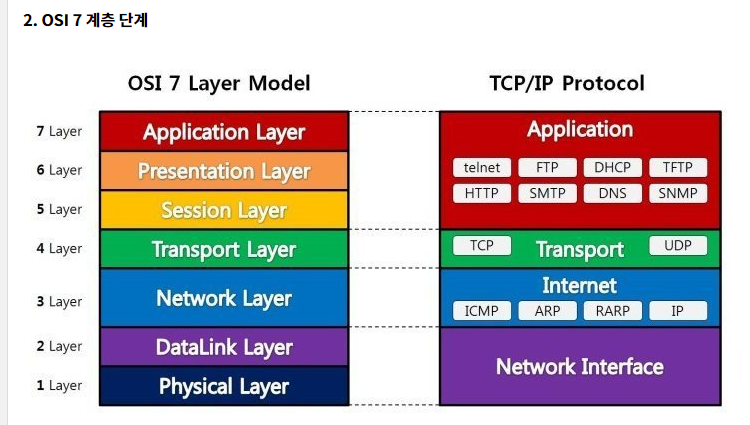 2. OSI 7 계층 단계
OSI 7 Layer Model
TCP/IP Protocol
7 Layer
Application Layer
Application
6 Layer
Presentation Layer
telnet FTP DHCP TFTP
5 Layer
Session Layer
HTTP SMTP DNS SNMP
4 Layer
Transport Layer
TCP Transport UDP
3 Layer
Network Layer
Internet
ICMP ARP RARP IP
2 Layer
DataLink Layer
Network Interface
1 Layer
Physical Layer